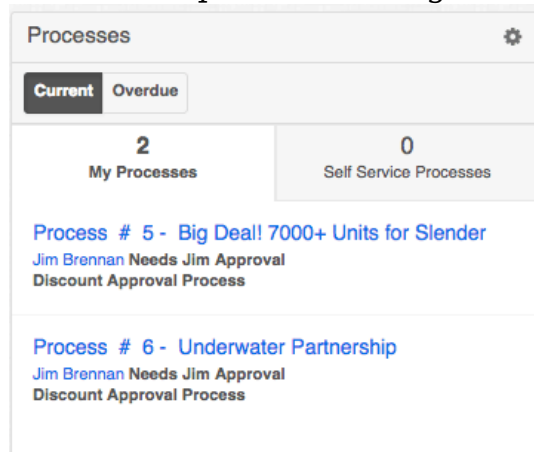 Processes
Current Overdue
2 0
My Processes Self Service Processes
Process # 5 - Big Deal! 7000+ Units for Slender
Jim Brennan Needs Jim Approval
Discount Approval Process
Process # 6 - Underwater Partnership
Jim Brennan Needs Jim Approval
Discount Approval Process